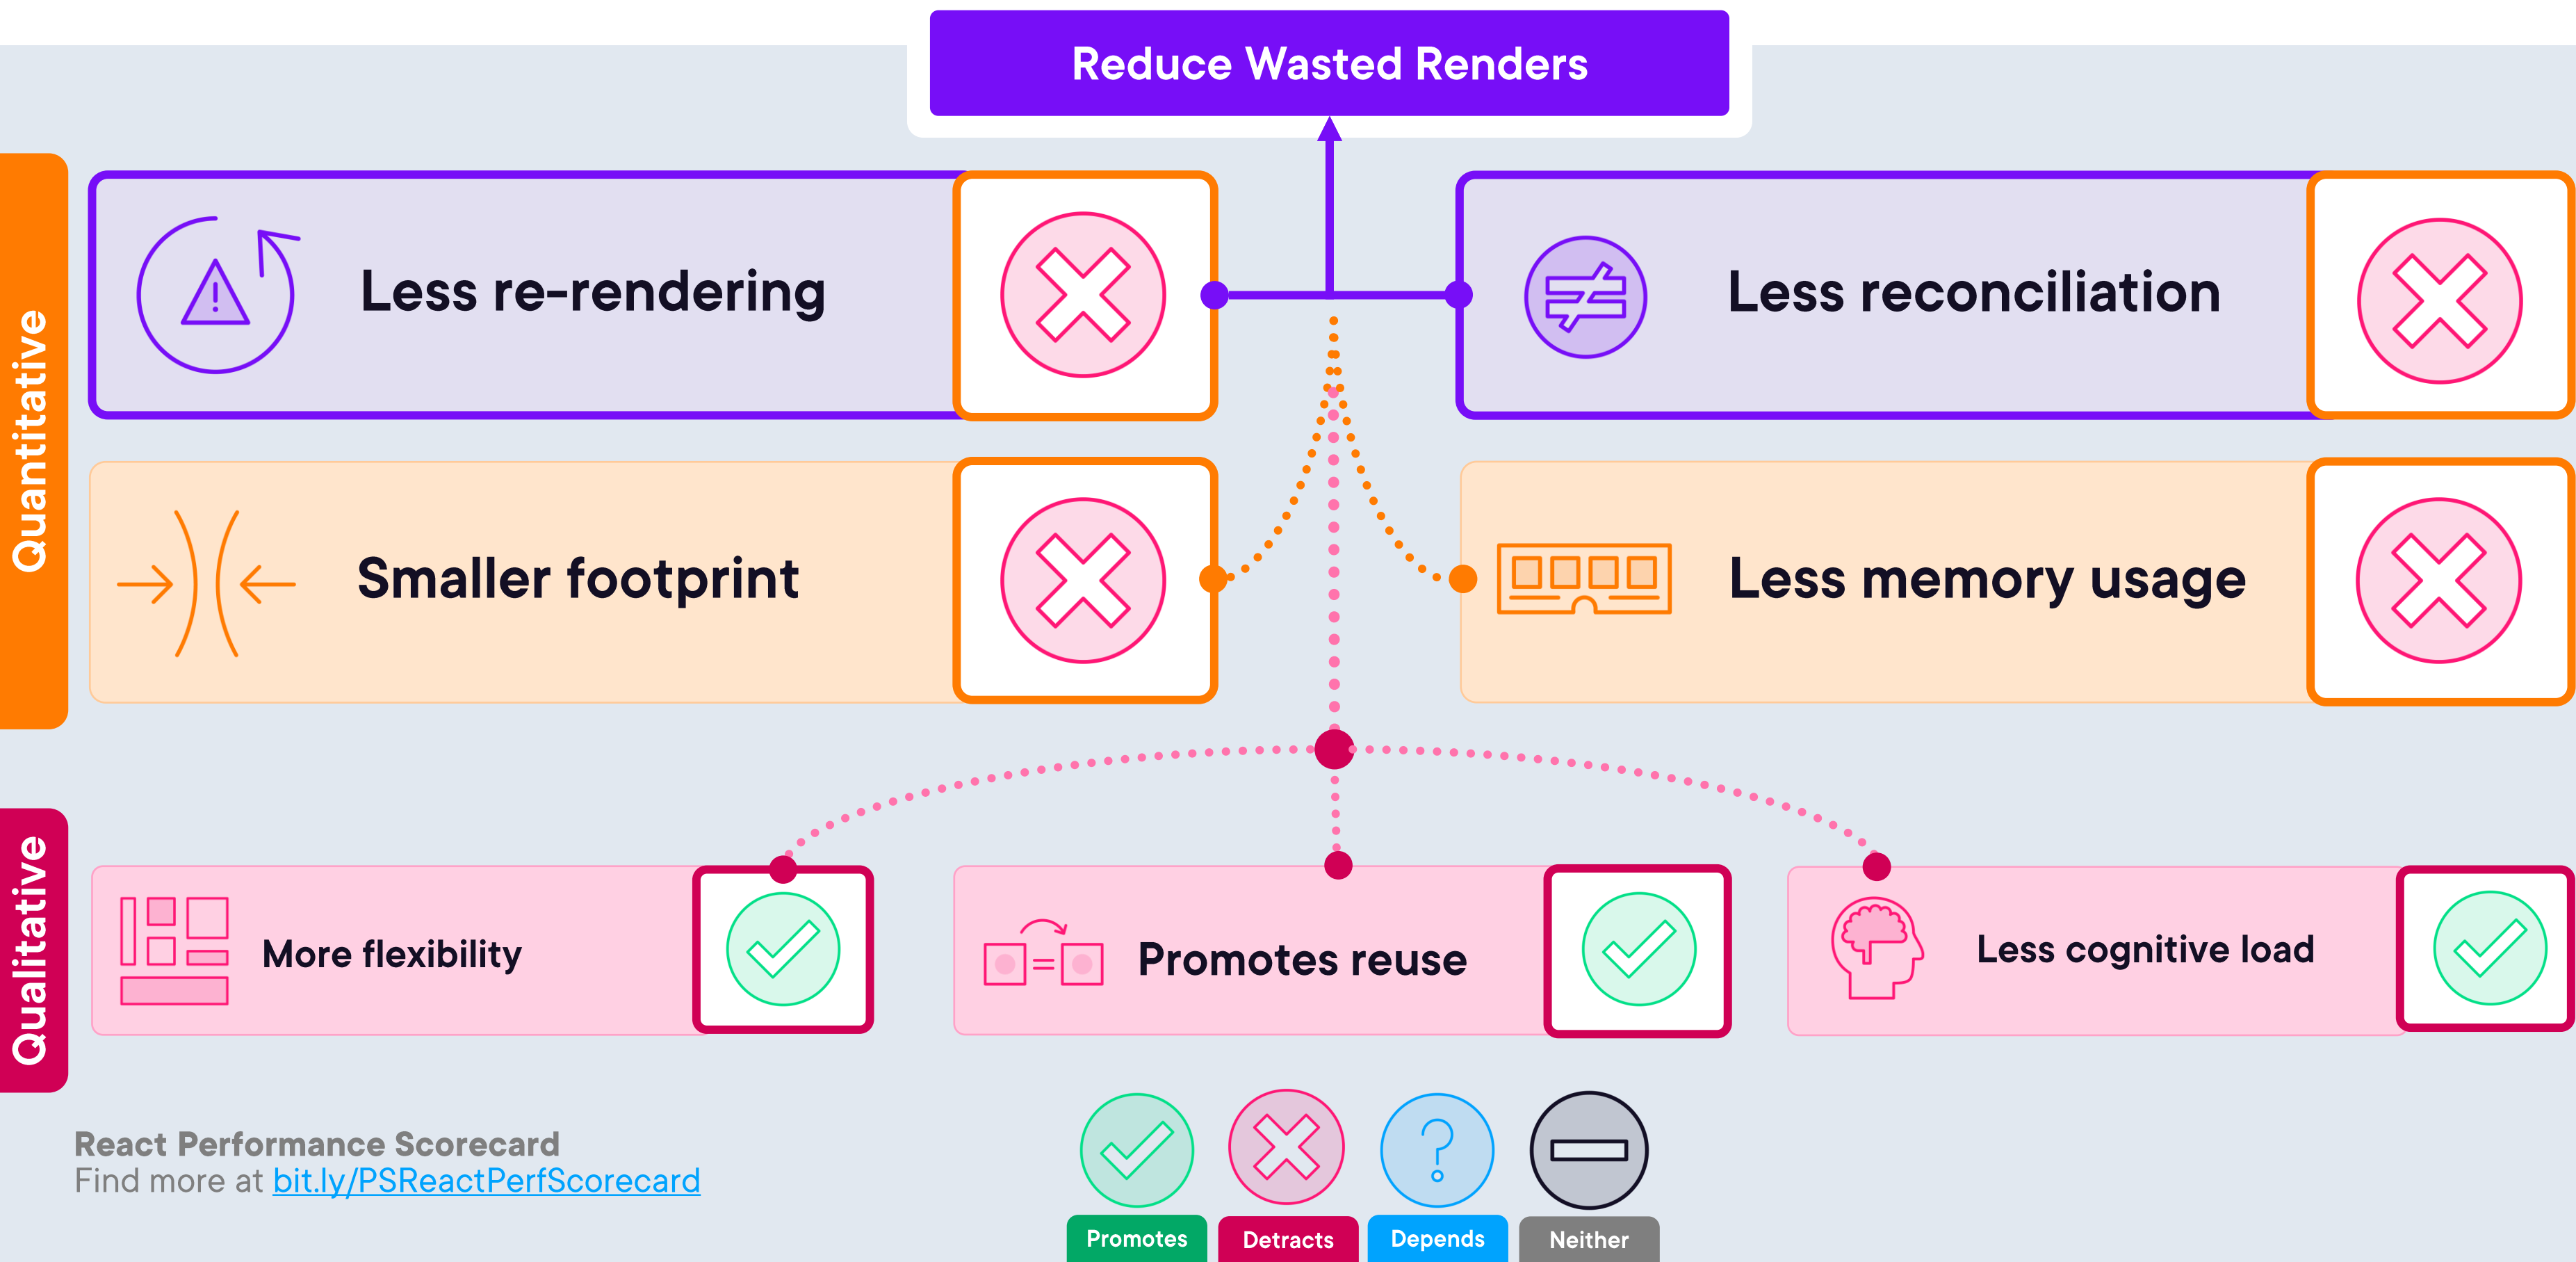 Reduce Wasted Renders
Quantitative
Less re-rendering
Less reconciliation
Smaller footprint
Less memory usage
Qualitative
More flexibility
Promotes reuse
Less cognitive load
React Performance Scorecard
Find more at bit.ly/PSReactPerfScorecard
Promotes
Detracts
Depends
Neither